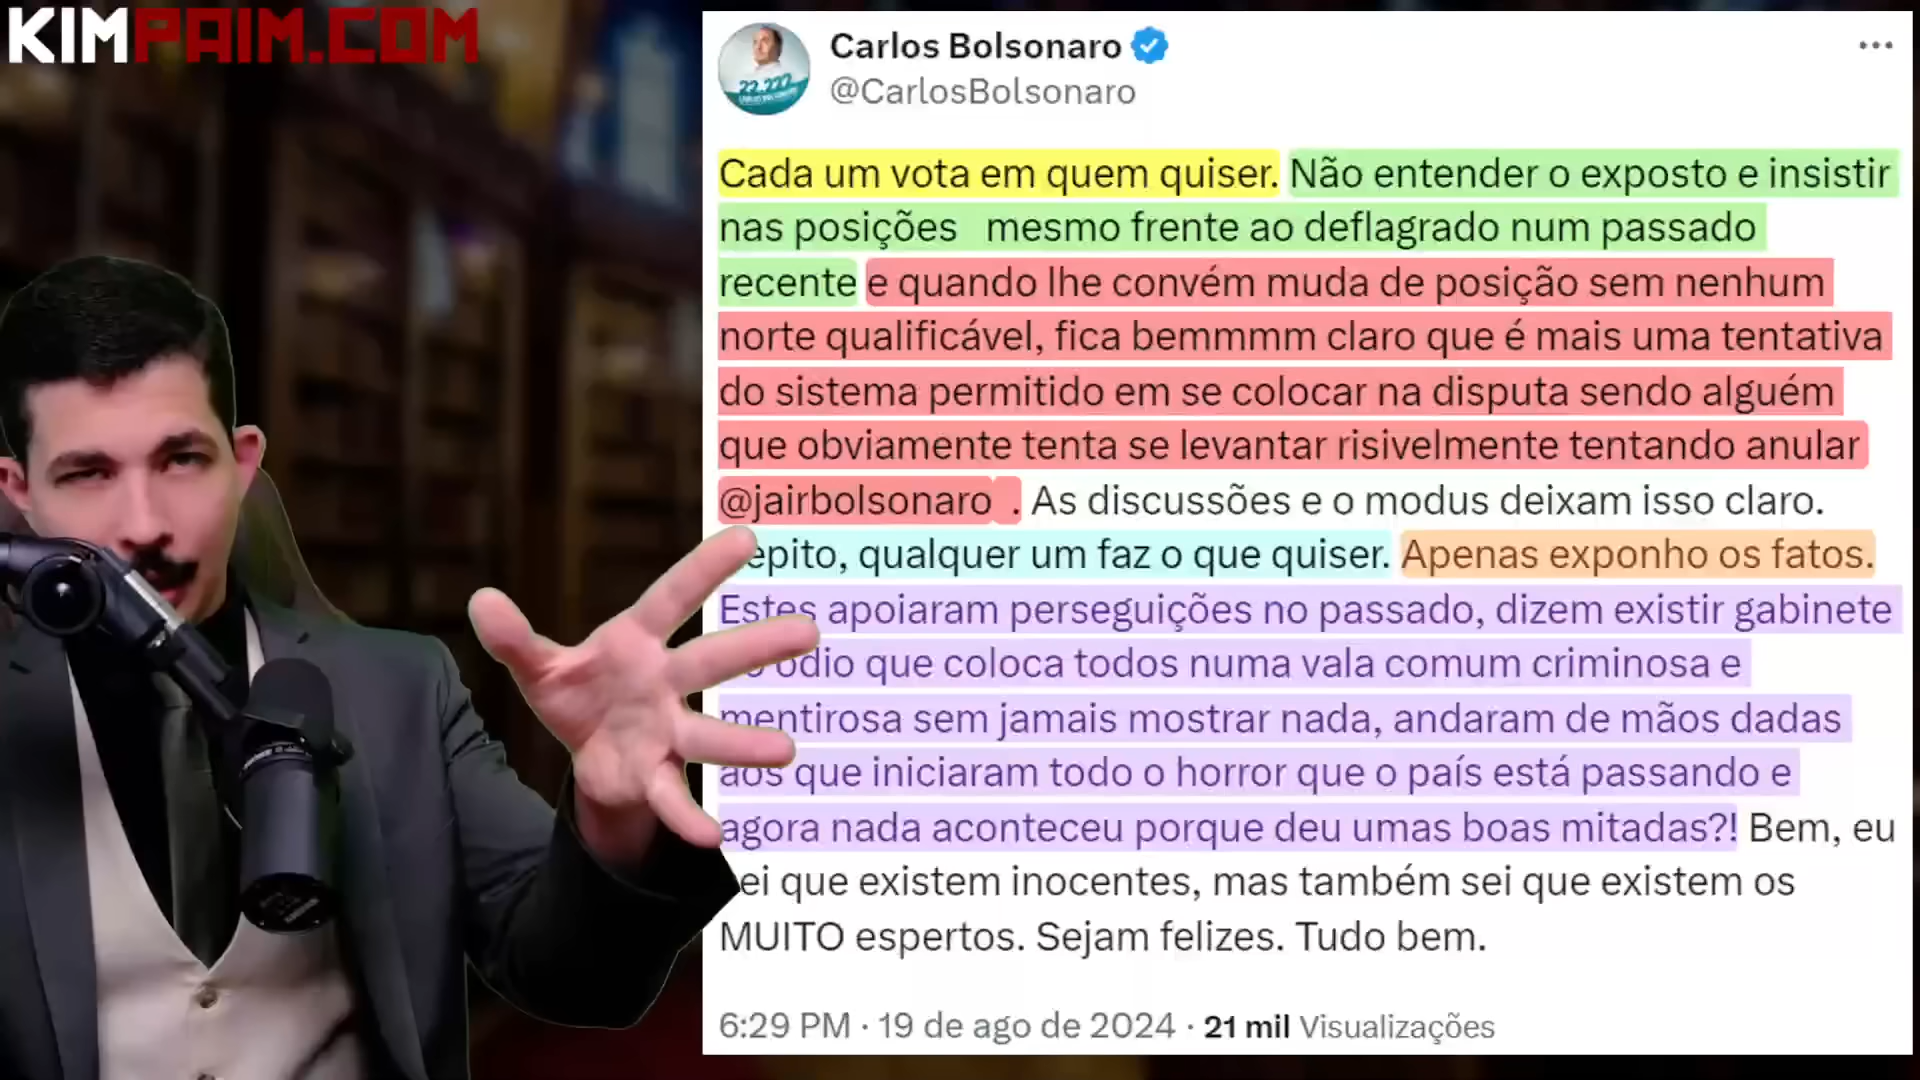 KIMPAIM.COM
Carlos Bolsonaro
@CarlosBolsonaro
Cada um vota em quem quiser. Não entender o exposto e insistir
nas posições mesmo frente ao deflagrado num passado
recente e quando lhe convém muda de posição sem nenhum
norte qualificável, fica bemmmm claro que é mais uma tentativa
do sistema permitido em se colocar na disputa sendo alguém
que obviamente tenta se levantar risivelmente tentando anular
@jairbolsonaro . As discussões e o modus deixam isso claro.
epito, qualquer um faz o que quiser. Apenas exponho os fatos.
Estes apoiaram perseguições no passado, dizem existir gabinete
odio que coloca todos numa vala comum criminosa e
mentirosa sem jamais mostrar nada, andaram de mãos dadas
aos que iniciaram todo o horror que o país está passando e
agora nada aconteceu porque deu umas boas mitadas?! Bem, eu
ei que existem inocentes, mas também sei que existem os
MUITO espertos. Sejam felizes. Tudo bem.
6:29 PM · 19 de ago de 2024 · 21 mil Visualizações